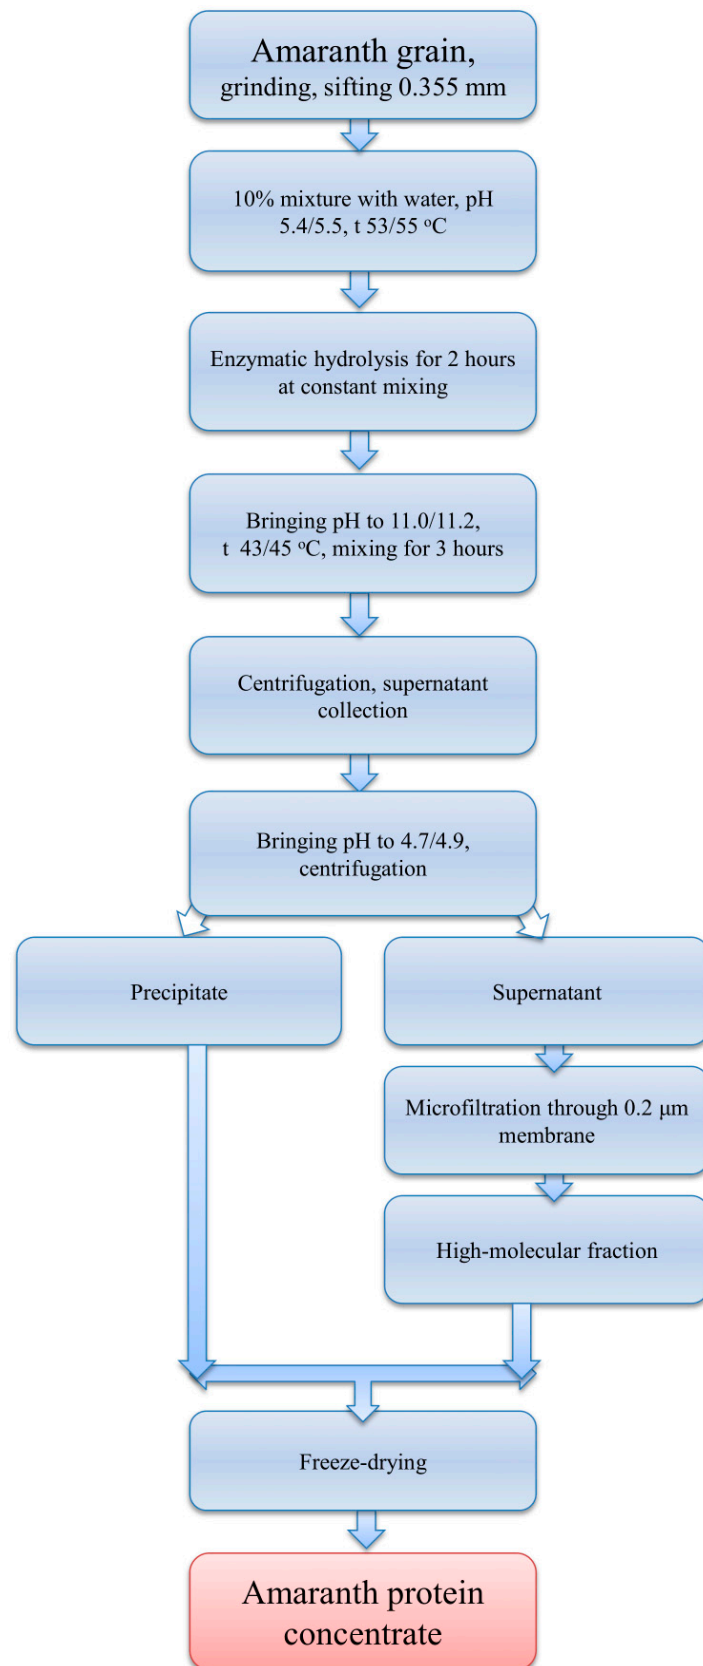 Amaranth grain,
grinding, sifting 0.355 mm
10% mixture with water, pH
5.4/5.5, t 53/55 °C
Enzymatic hydrolysis for 2 hours
at constant mixing
Bringing pH to 11.0/11.2,
t 43/45 °C, mixing for 3 hours
Centrifugation, supernatant
collection
Bringing pH to 4.7/4.9,
centrifugation
Precipitate
Supernatant
Microfiltration through 0.2 μm
membrane
High-molecular fraction
Freeze-drying
Amaranth protein
concentrate